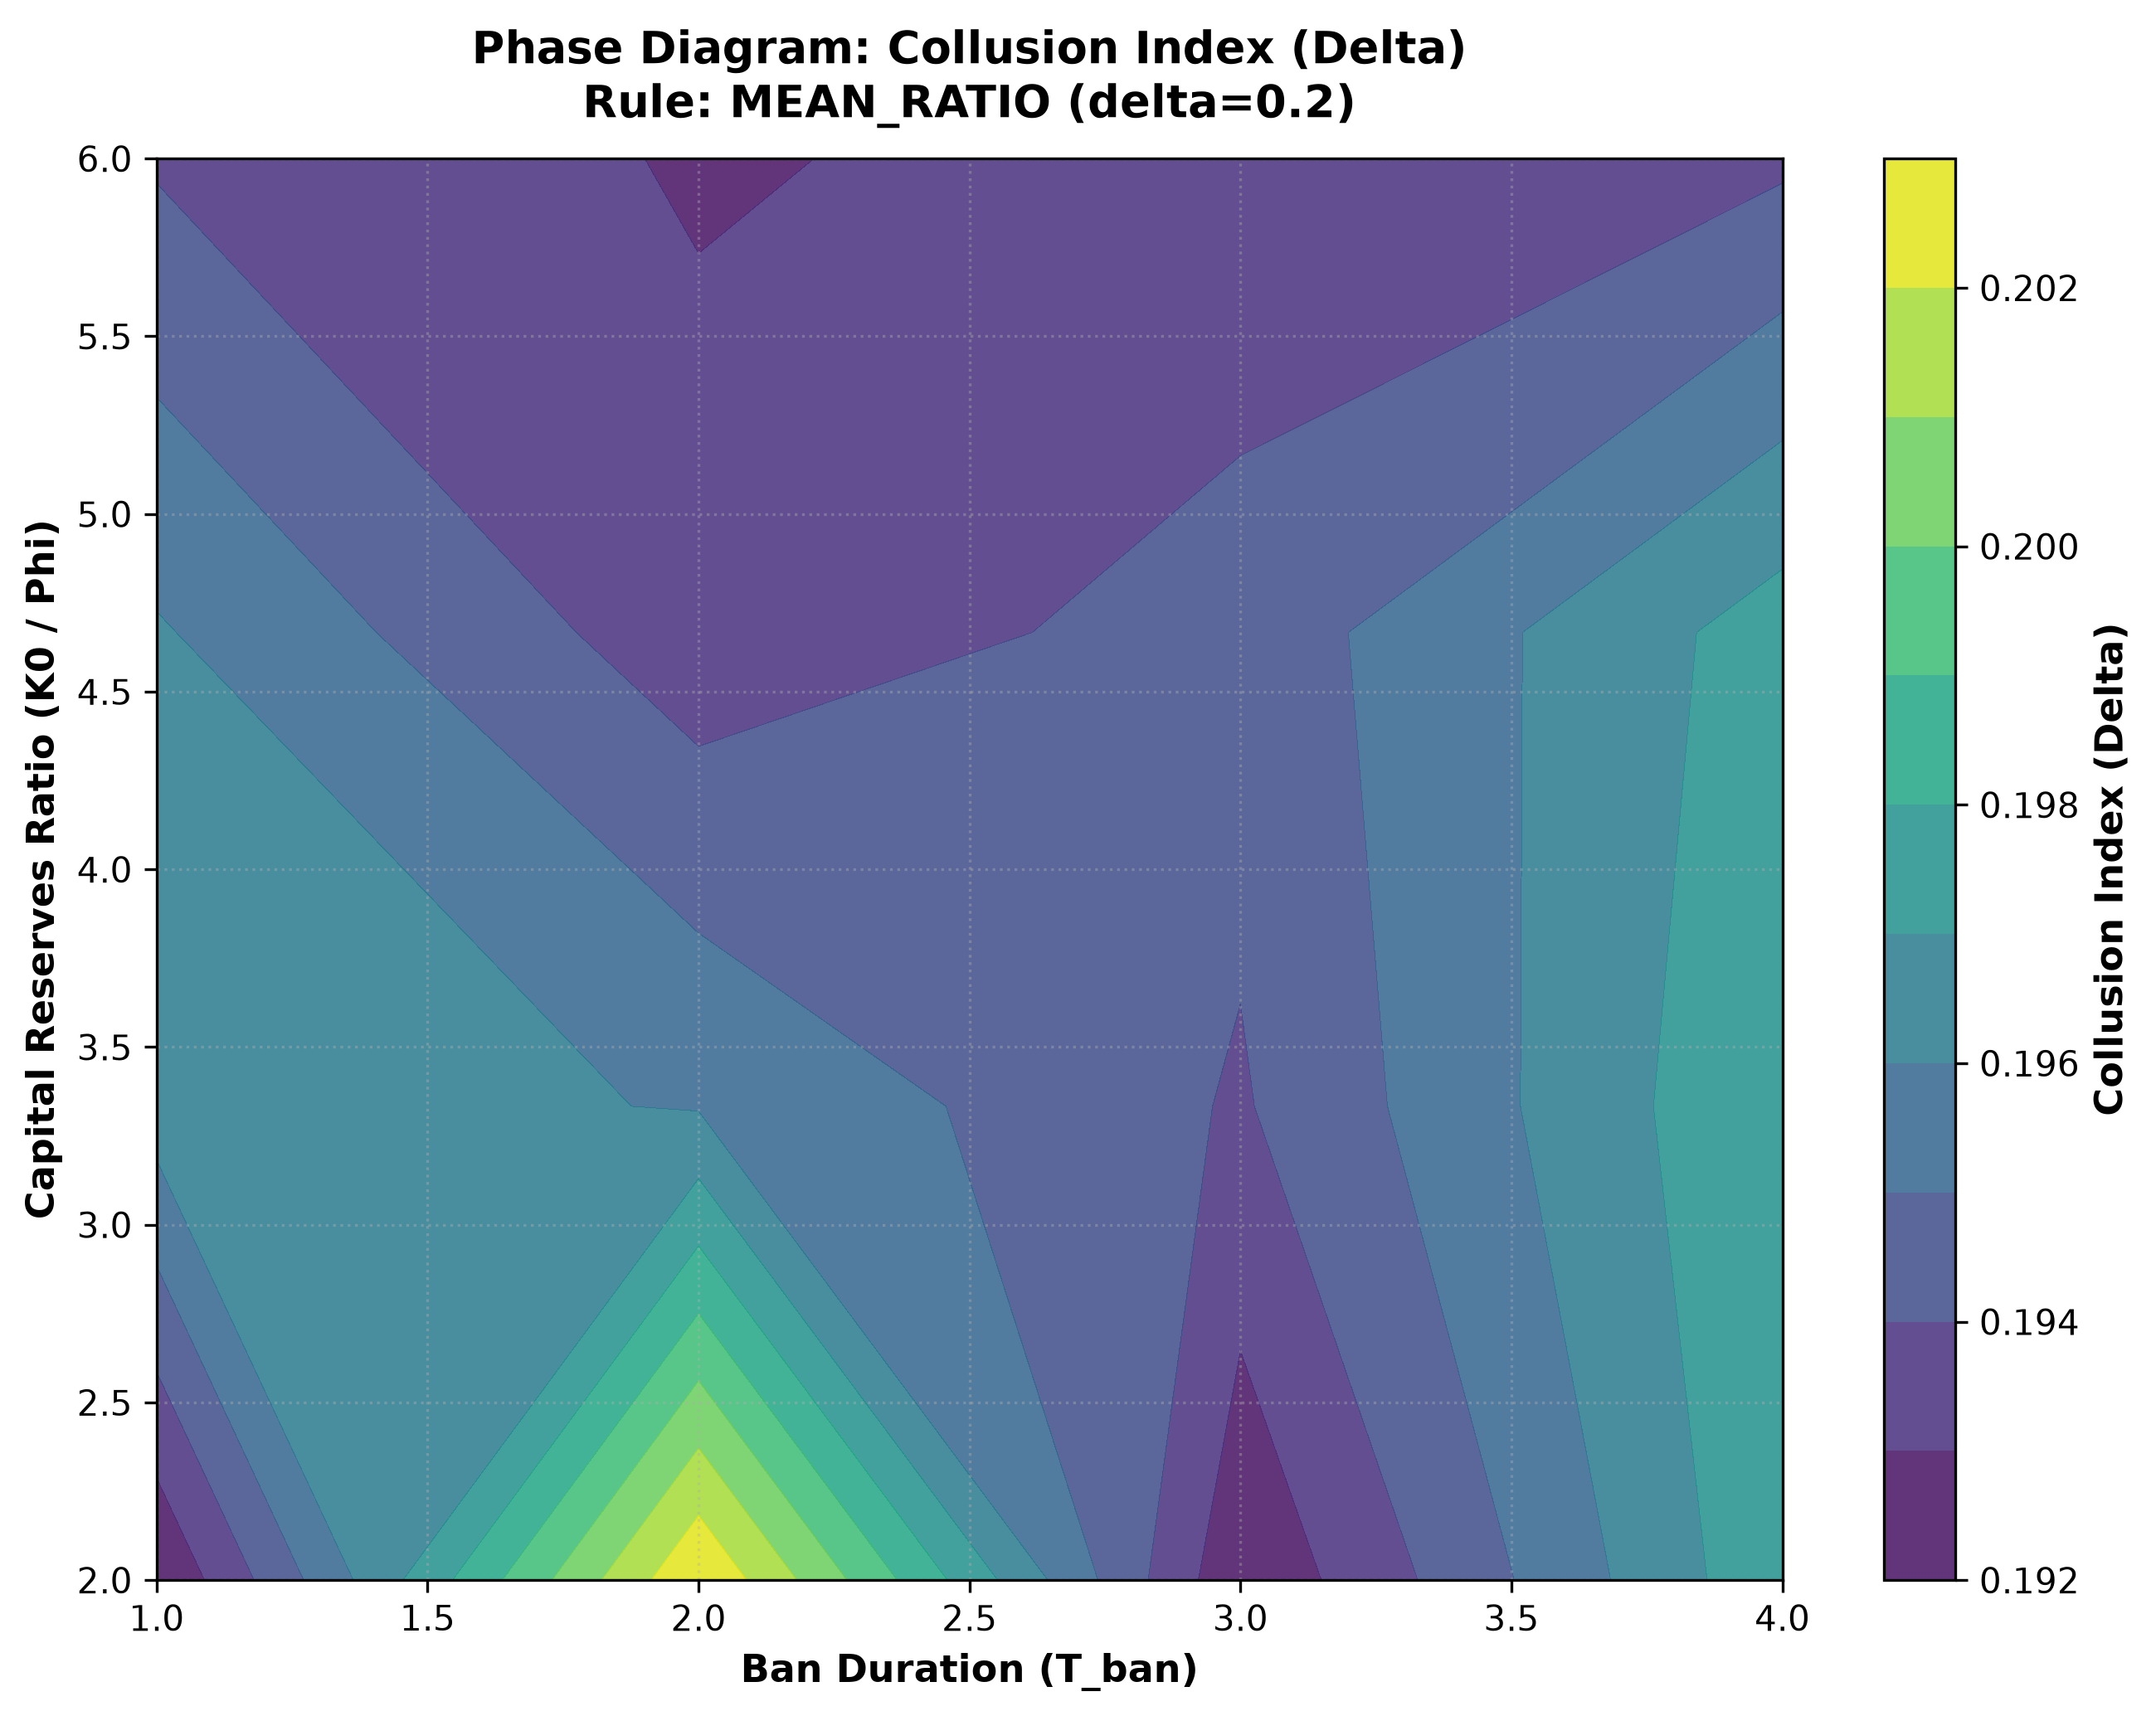 Phase Diagram: Collusion Index (Delta)
Rule: MEAN_RATIO (delta=0.2)
Capital Reserves Ratio (K0 / Phi)
6.0
5.5
5.0
4.5
4.0
3.5
3.0
2.5
2.0
1.0 1.5 2.0 2.5 3.0 3.5 4.0
Ban Duration (T_ban)
0.202
0.200
0.198
0.196
0.194
0.192
Collusion Index (Delta)